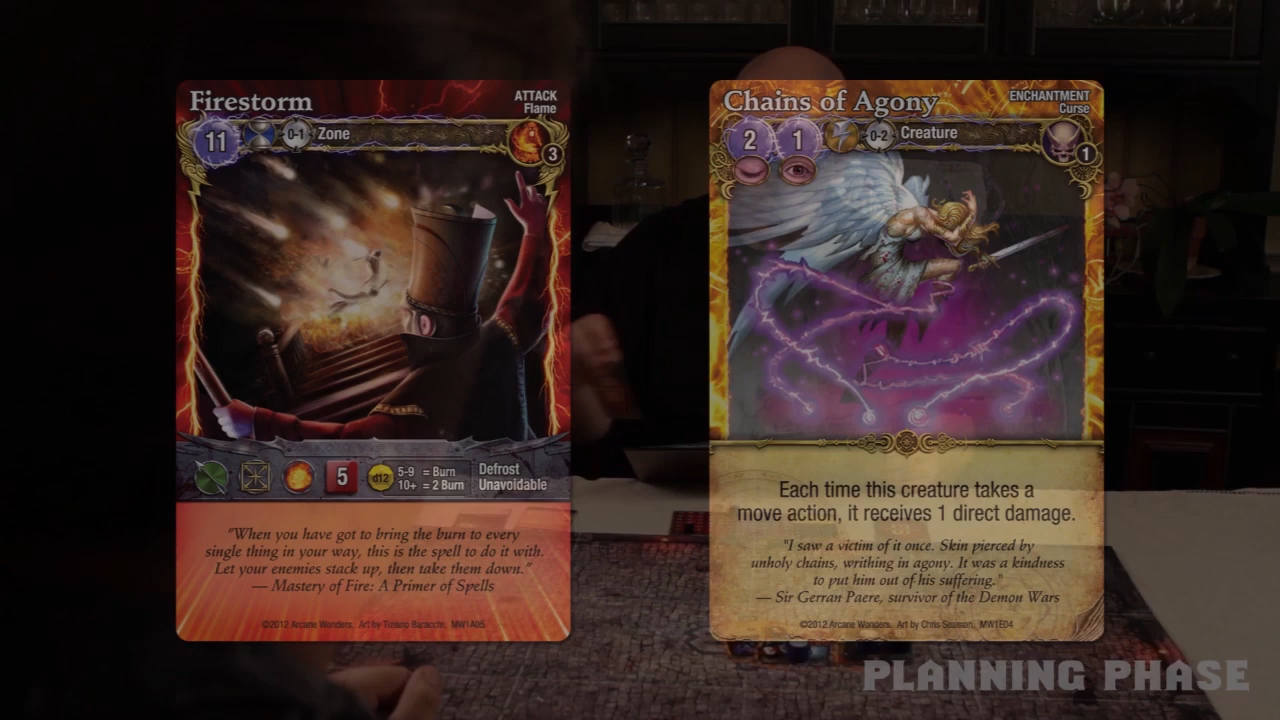 Firestorm
ATTACK
Flame
11
0-1
Zone
3
5
d12
5-9 = Burn
10+ = 2 Burn
Defrost
Unavoidable
"When you have got to bring the burn to every
single thing in your way, this is the spell to do it with.
Let your enemies stack up, then take them down."
— Mastery of Fire: A Primer of Spells
©2012 Arcane Wonders. Art by Tiziano Baracchi. MW1A05
Chains of Agony
ENCHANTMENT
Curse
2
1
0-2
Creature
1
Each time this creature takes a
move action, it receives 1 direct damage.
"I saw a victim of it once. Skin pierced by
unholy chains, writhing in agony. It was a kindness
to put him out of his suffering."
— Sir Gerran Paere, survivor of the Demon Wars
©2012 Arcane Wonders. Art by Chris Seaman. MW1E04
PLANNING PHASE